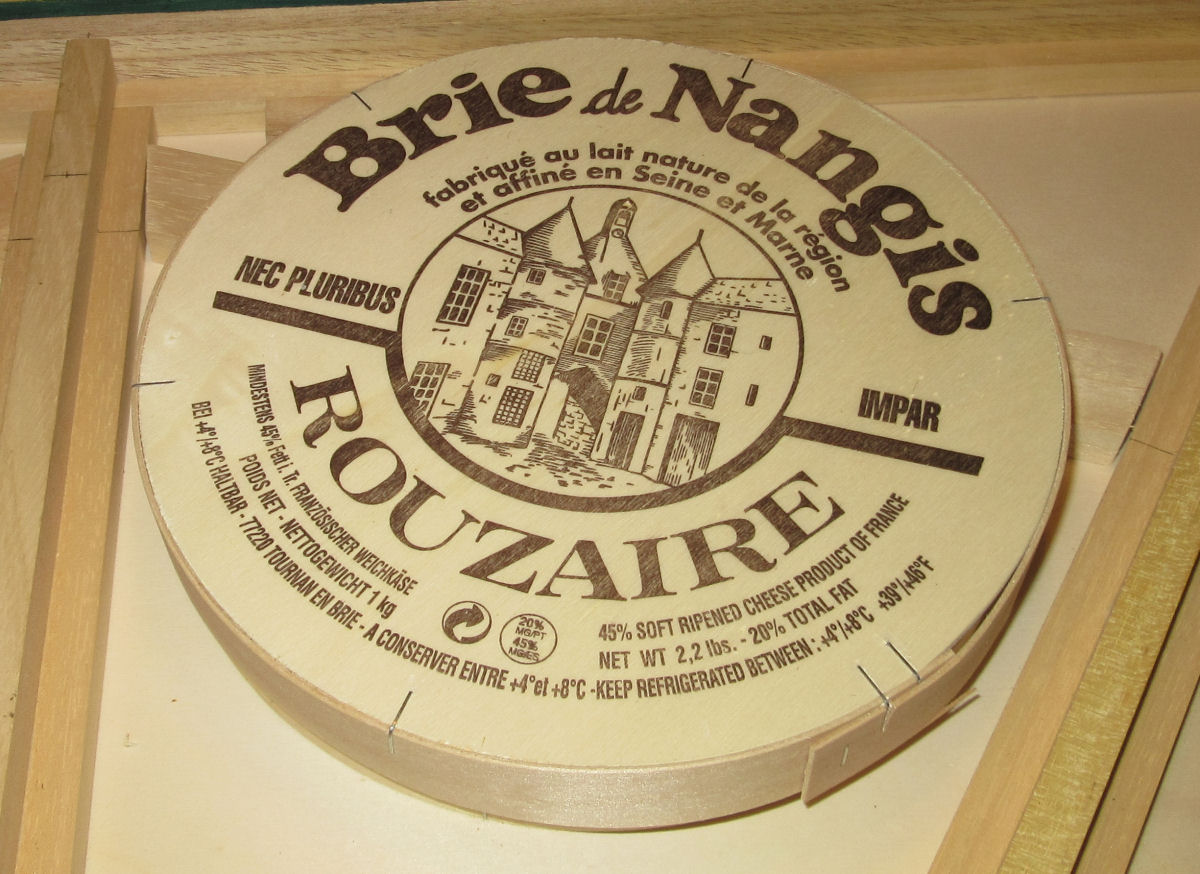 Brie de Nangis
fabriqué au lait nature de la région
et affiné en Seine et Marne
NEC PLURIBUS
IMPAR
ROUZAIRE
MINDESTENS 45% Fett i. Tr. FRANZÖSISCHER WEICHKÄSE
POIDS NET - NETTOGEWICHT 1 kg
BEI +4°/+8°C HALTBAR - 77220 TOURNAN EN BRIE - A CONSERVER ENTRE +4° et +8°C - KEEP REFRIGERATED BETWEEN : +4°/+8°C +39°/+46°F
20%
MG/PT
45%
MG/ES
45% SOFT RIPENED CHEESE PRODUCT OF FRANCE
NET WT 2,2 lbs. - 20% TOTAL FAT